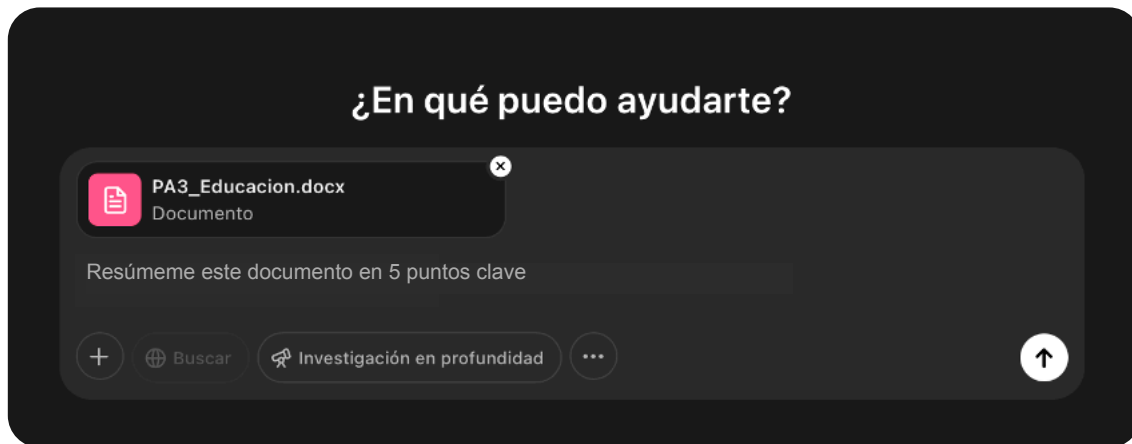 ¿En qué puedo ayudarte?
PA3_Educacion.docx
Documento
Resúmeme este documento en 5 puntos clave
Buscar
Investigación en profundidad